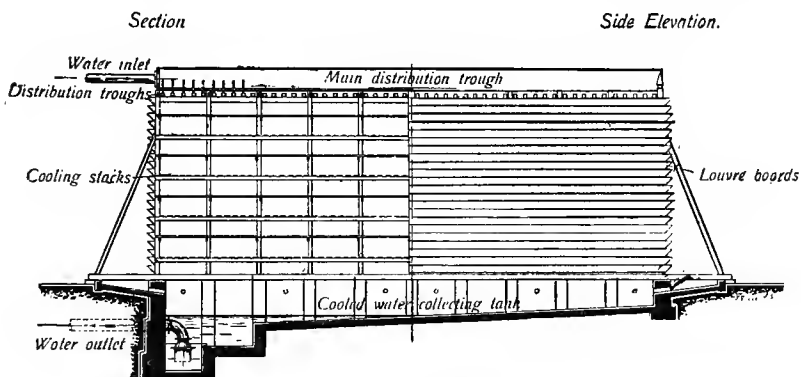 Section
Side Elevation.
Water inlet
Main distribution trough
Distribution troughs
Cooling stacks
Louvre boards
Cooled water collecting tank
Water outlet